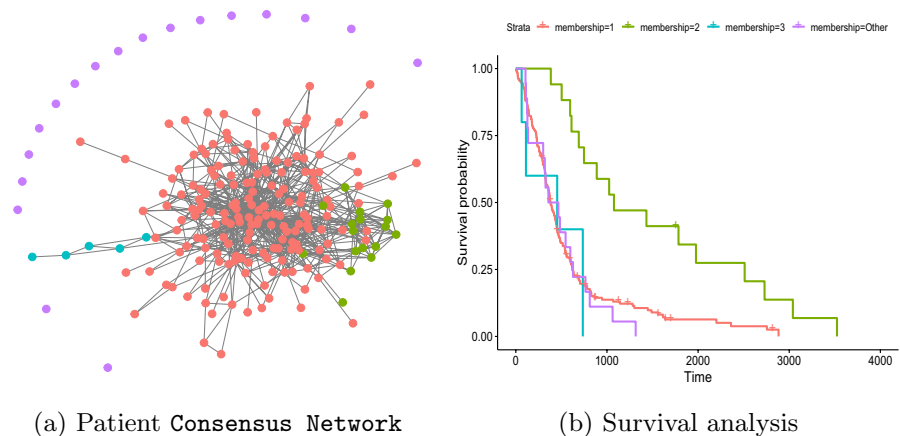 Strata membership=1 membership=2 membership=3 membership=Other
1.00
0.75
0.50
0.25
0.00
Survival probability
0 1000 2000 3000 4000
Time
(a) Patient Consensus Network
(b) Survival analysis